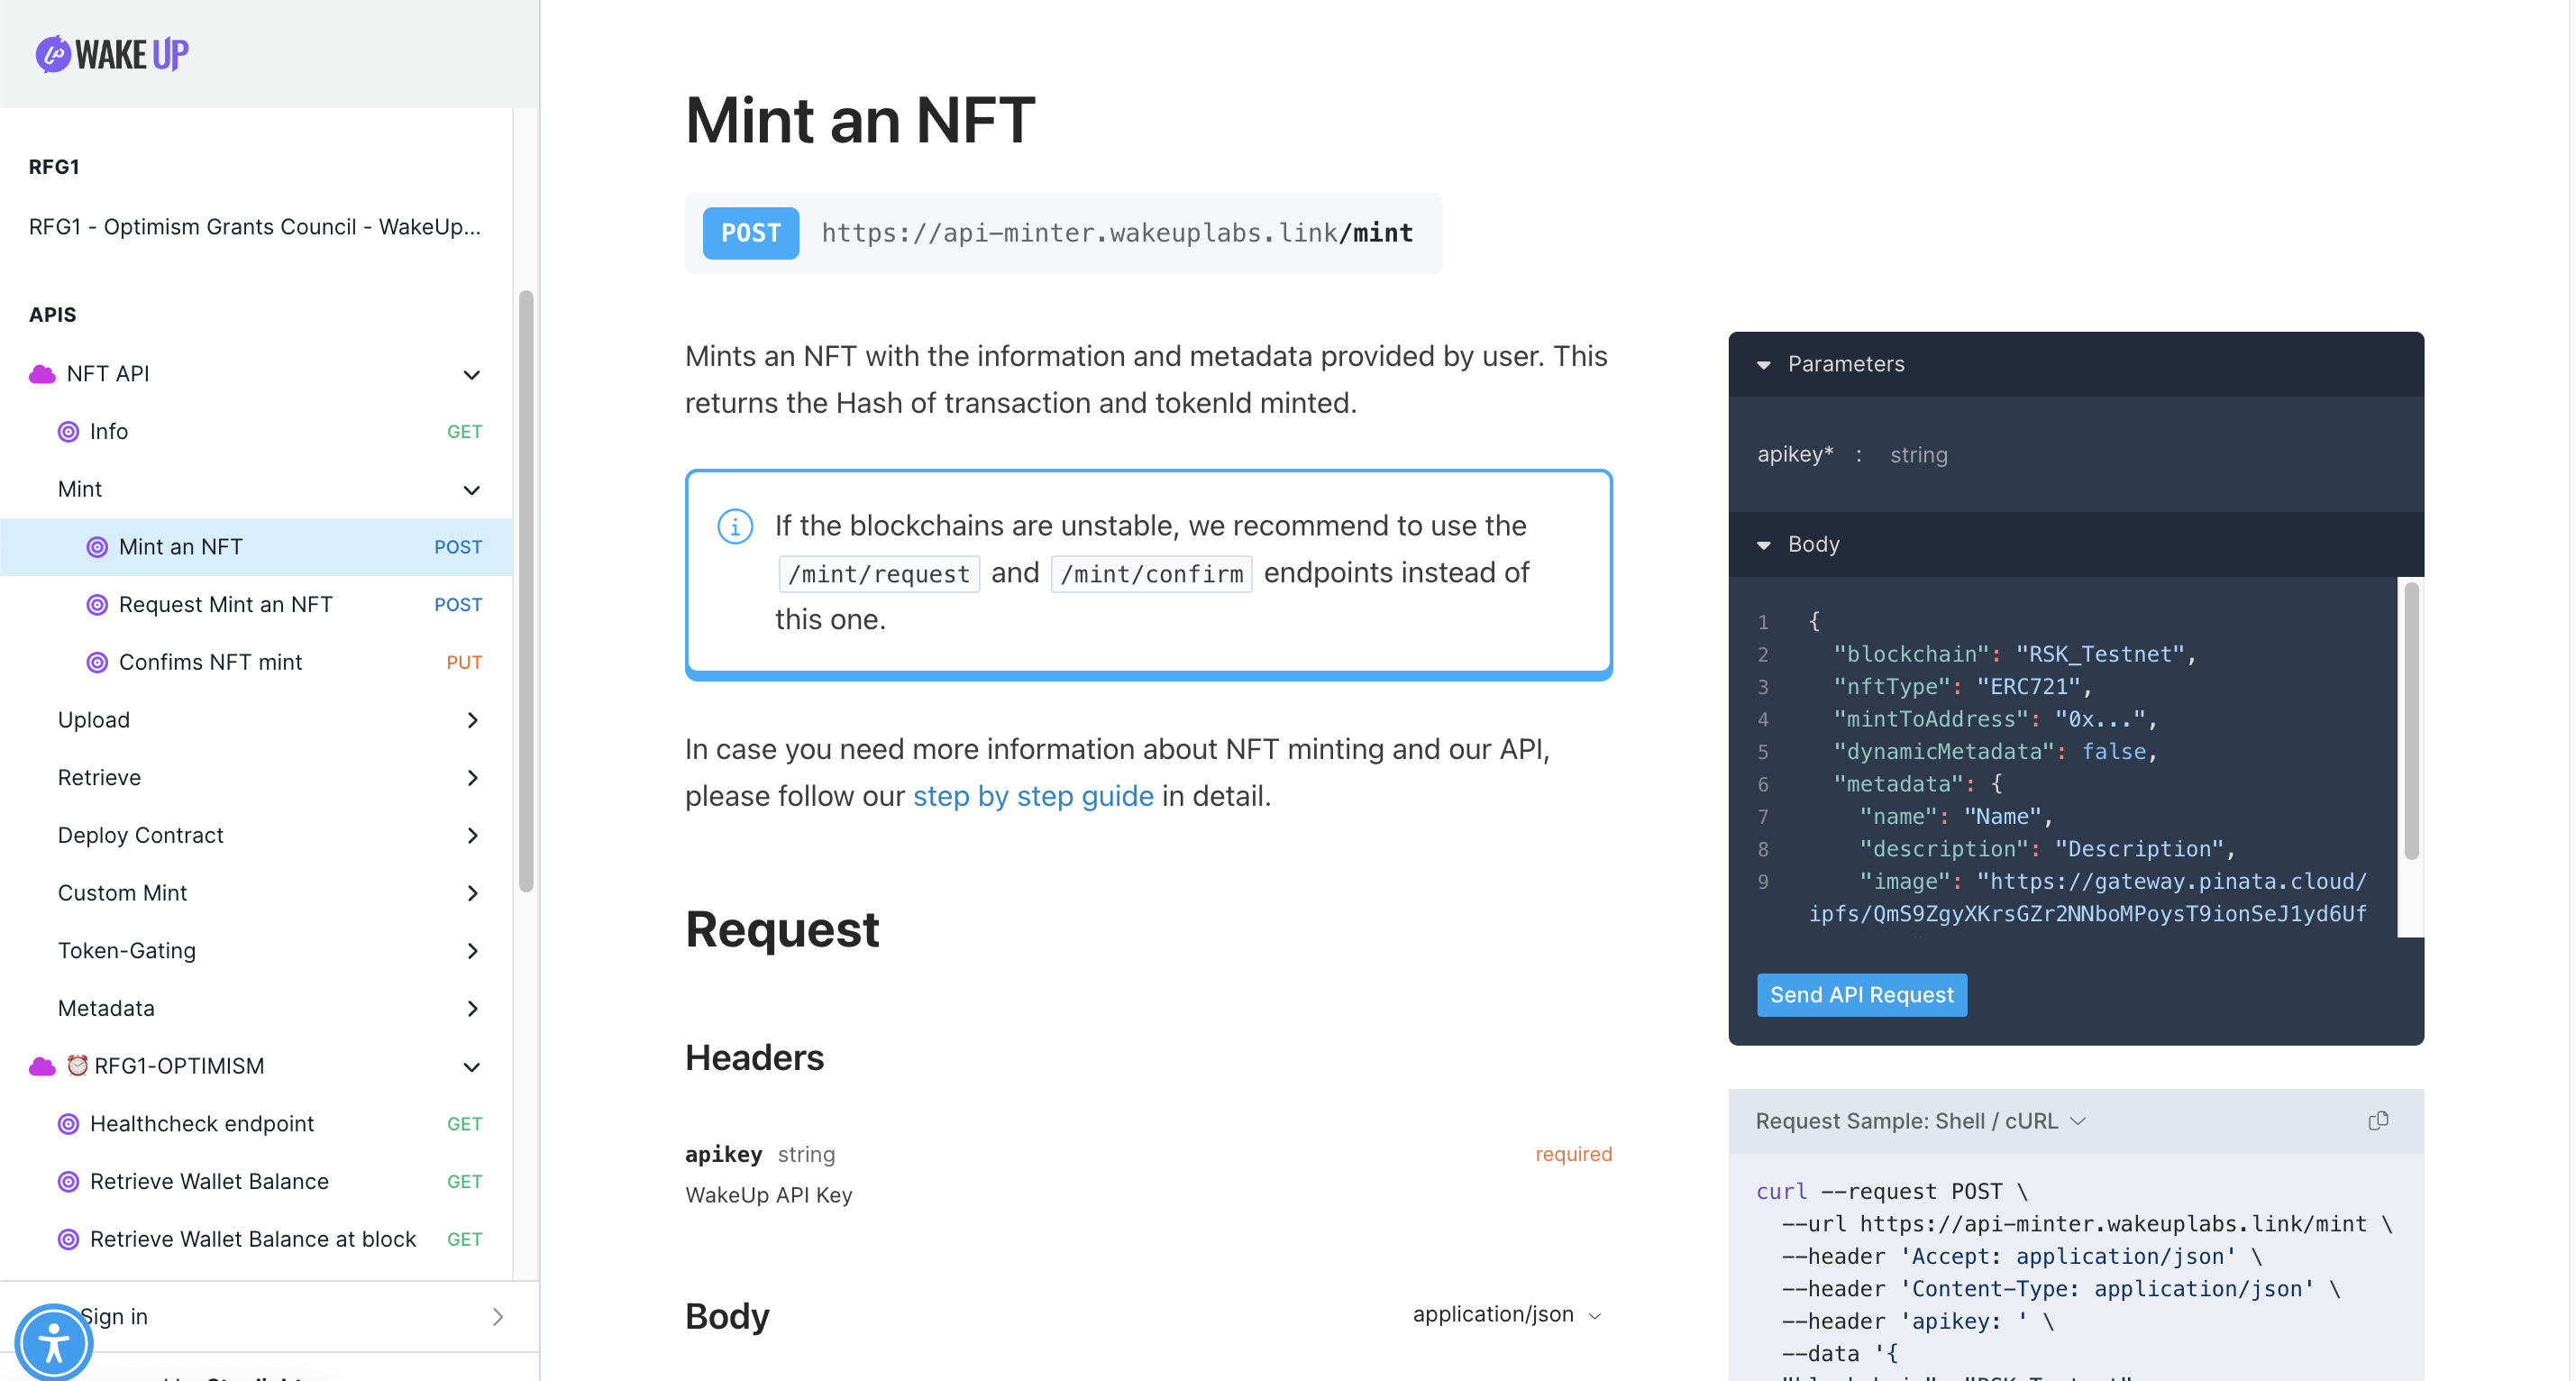 WAKE UP
RFG1
RFG1 - Optimism Grants Council - WakeUp...
APIS
NFT API
Info GET
Mint
Mint an NFT POST
Request Mint an NFT POST
Confims NFT mint PUT
Upload
Retrieve
Deploy Contract
Custom Mint
Token-Gating
Metadata
⏰ RFG1-OPTIMISM
Healthcheck endpoint GET
Retrieve Wallet Balance GET
Retrieve Wallet Balance at block GET
Sign in
Mint an NFT
POST https://api-minter.wakeuplabs.link/mint
Mints an NFT with the information and metadata provided by user. This
returns the Hash of transaction and tokenId minted.
If the blockchains are unstable, we recommend to use the
/mint/request and /mint/confirm endpoints instead of
this one.
In case you need more information about NFT minting and our API,
please follow our step by step guide in detail.
Request
Headers
apikey string required
WakeUp API Key
Body application/json
Parameters
apikey* : string
Body
1 {
2 "blockchain": "RSK_Testnet",
3 "nftType": "ERC721",
4 "mintToAddress": "0x...",
5 "dynamicMetadata": false,
6 "metadata": {
7 "name": "Name",
8 "description": "Description",
9 "image": "https://gateway.pinata.cloud/
ipfs/QmS9ZgyXKrsGZr2NNboMPoysT9ionSeJ1yd6Uf
Send API Request
Request Sample: Shell / cURL
curl --request POST \
--url https://api-minter.wakeuplabs.link/mint \
--header 'Accept: application/json' \
--header 'Content-Type: application/json' \
--header 'apikey: ' \
--data '{